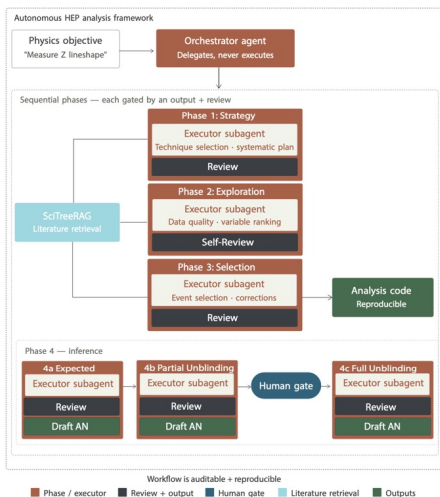 Autonomous HEP analysis framework
Physics objective
"Measure Z lineshape"
Orchestrator agent
Delegates, never executes
Sequential phases — each gated by an output + review
Phase 1: Strategy
Executor subagent
Technique selection · systematic plan
Review
Phase 2: Exploration
Executor subagent
Data quality · variable ranking
Self-Review
SciTreeRAG
Literature retrieval
Phase 3: Selection
Executor subagent
Event selection · corrections
Review
Analysis code
Reproducible
Phase 4 — inference
4a Expected
Executor subagent
Review
Draft AN
4b Partial Unblinding
Executor subagent
Review
Draft AN
Human gate
4c Full Unblinding
Executor subagent
Review
Draft AN
Workflow is auditable + reproducible
Phase / executor
Review + output
Human gate
Literature retrieval
Outputs